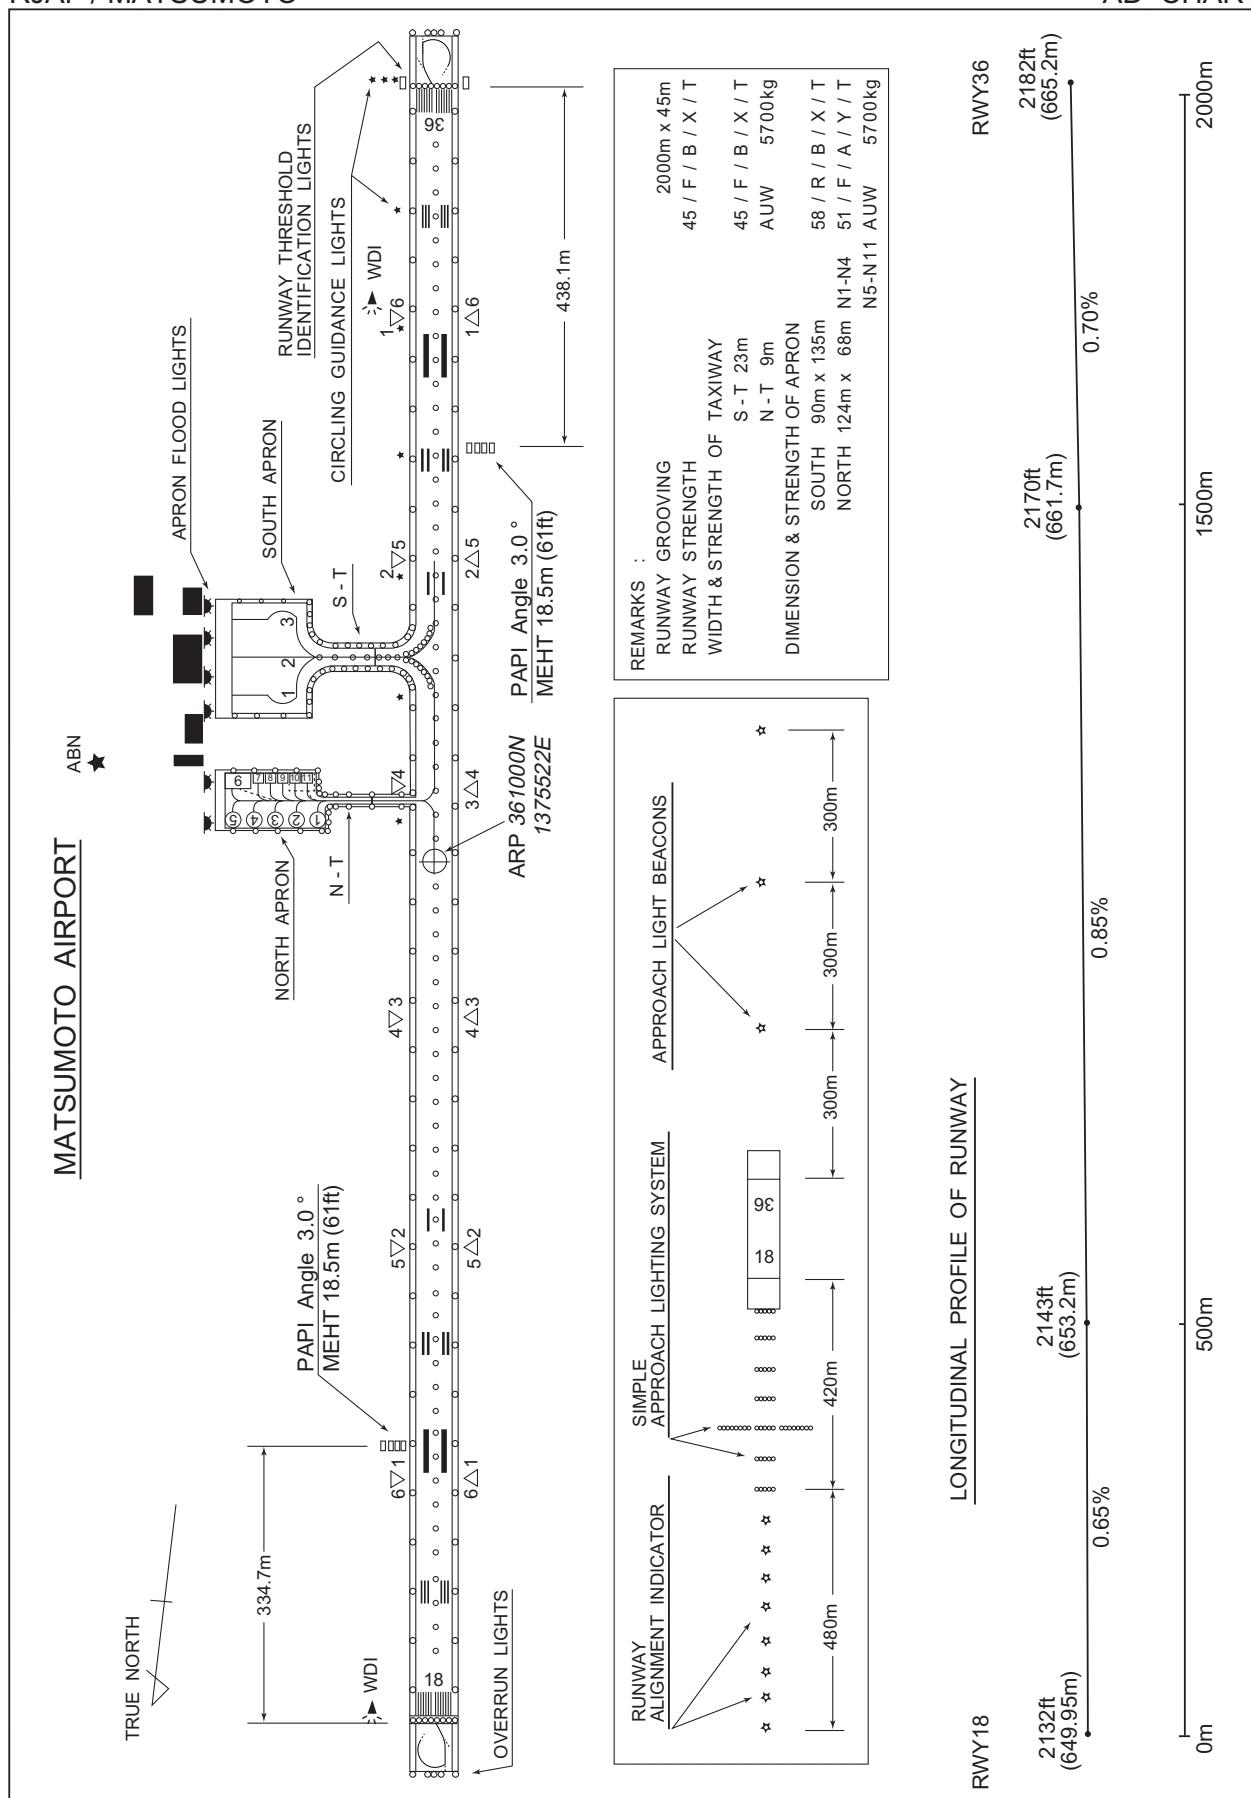 RJAF / MATSUMOTO
AD CHART
MATSUMOTO AIRPORT
TRUE NORTH
ABN
APRON FLOOD LIGHTS
SOUTH APRON
NORTH APRON
RUNWAY THRESHOLD
IDENTIFICATION LIGHTS
CIRCLING GUIDANCE LIGHTS
WDI
WDI
S - T
N - T
1 2 3
5 4 3 2 1
6 7 8 9 10 11
334.7m
438.1m
PAPI Angle 3.0 °
MEHT 18.5m (61ft)
PAPI Angle 3.0 °
MEHT 18.5m (61ft)
18
36
6 1
5 2
4 3
4
2 5
1 6
6 1
5 2
4 3
3 4
2 5
1 6
ARP 361000N
1375522E
OVERRUN LIGHTS
RUNWAY
ALIGNMENT INDICATOR
SIMPLE
APPROACH LIGHTING SYSTEM
APPROACH LIGHT BEACONS
18 36
480m
420m
300m
300m
300m
REMARKS :
RUNWAY GROOVING 2000m x 45m
RUNWAY STRENGTH 45 / F / B / X / T
WIDTH & STRENGTH OF TAXIWAY
S - T 23m 45 / F / B / X / T
N - T 9m AUW 5700kg
DIMENSION & STRENGTH OF APRON
SOUTH 90m x 135m 58 / R / B / X / T
NORTH 124m x 68m N1-N4 51 / F / A / Y / T
N5-N11 AUW 5700kg
LONGITUDINAL PROFILE OF RUNWAY
RWY18
RWY36
2132ft
(649.95m)
2143ft
(653.2m)
2170ft
(661.7m)
2182ft
(665.2m)
0.65%
0.85%
0.70%
0m
500m
1500m
2000m